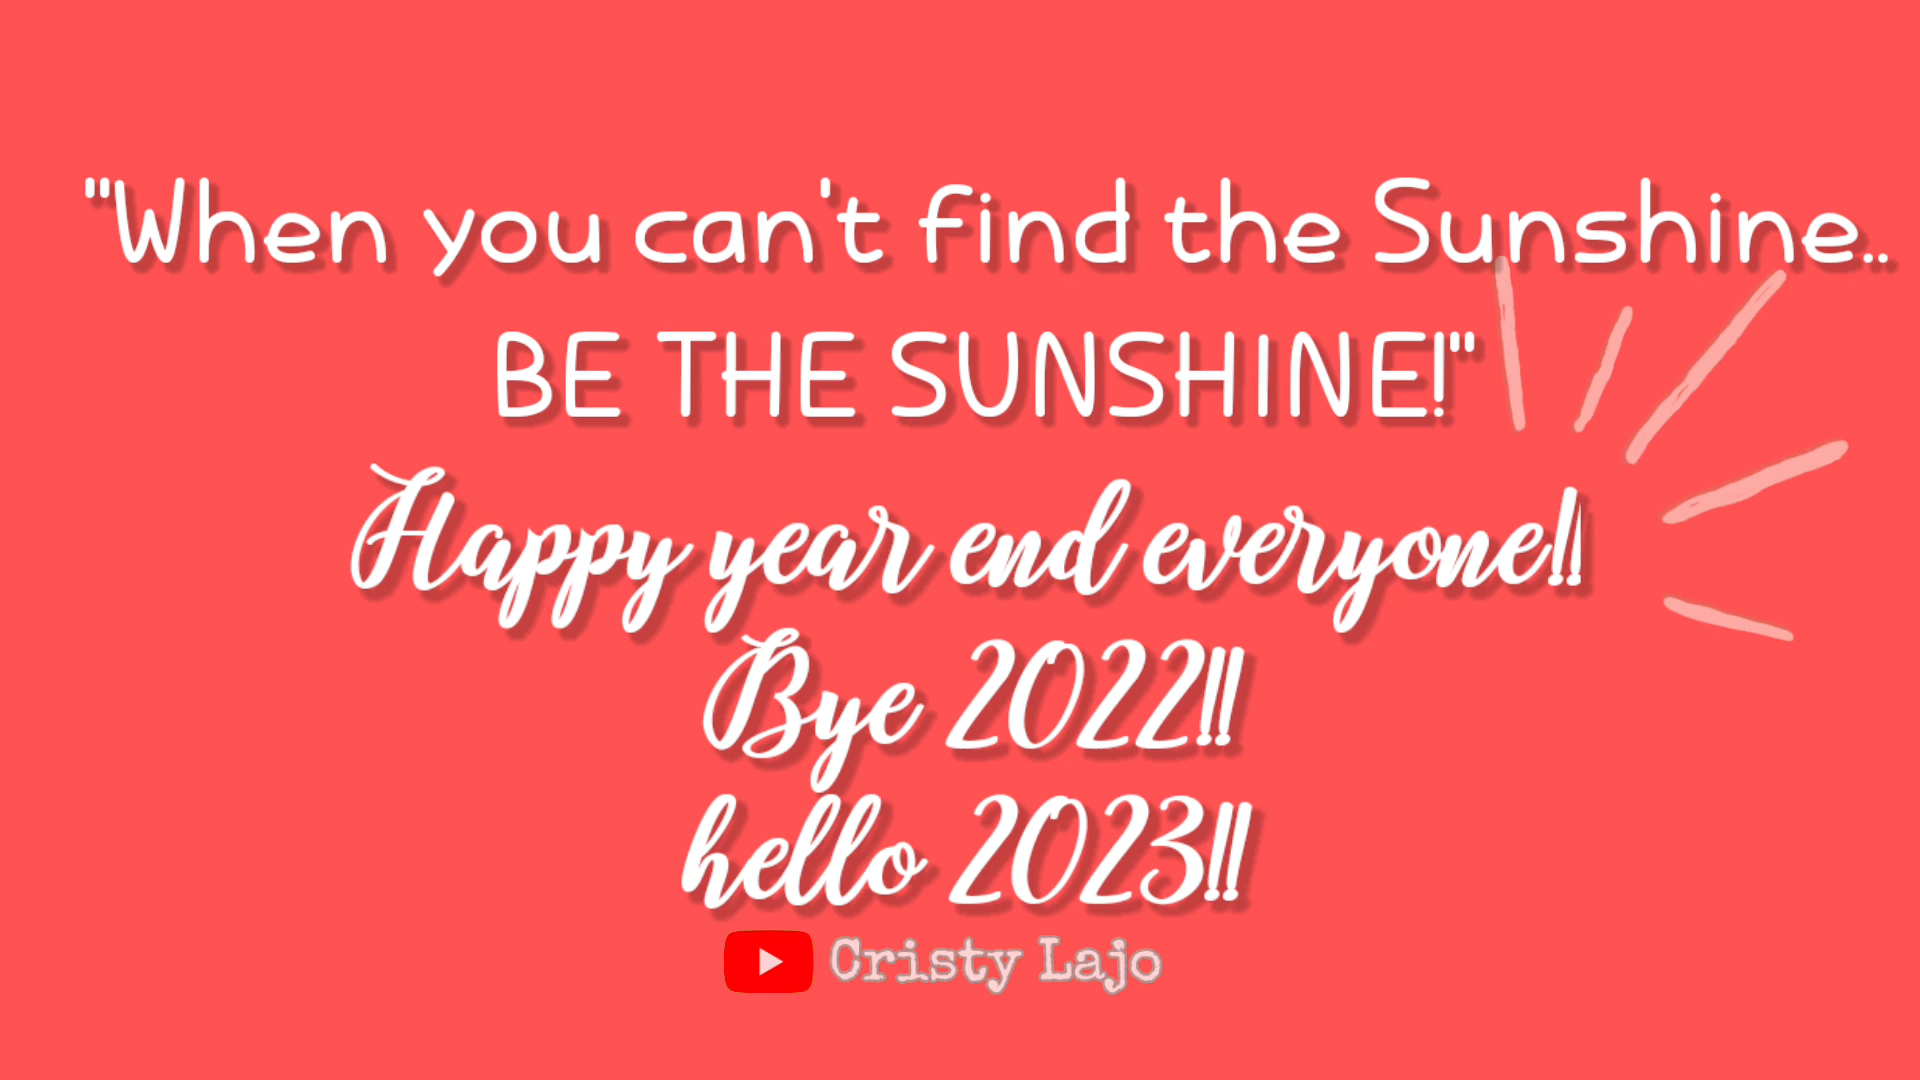 "When you can't find the Sunshine..
BE THE SUNSHINE!"
Happy year end everyone!!
Bye 2022!!
hello 2023!!
Cristy Lajo